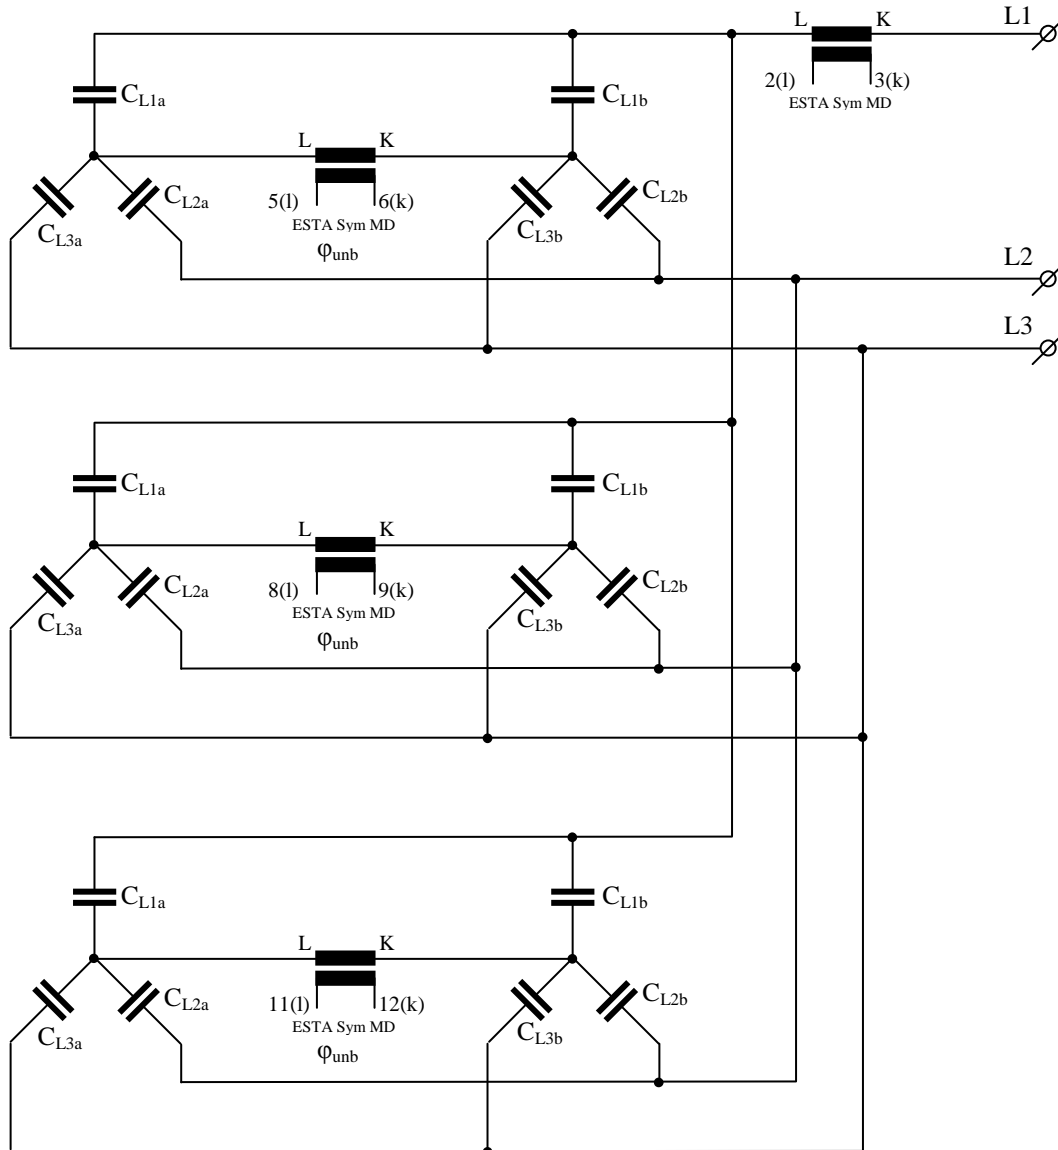 L K L1
2(l) 3(k)
ESTA Sym MD
C_L1a C_L1b
L K
C_L2a C_L2b
5(l) 6(k)
ESTA Sym MD
C_L3a C_L3b
φ_unb
L2
L3
C_L1a C_L1b
L K
C_L2a C_L2b
8(l) 9(k)
ESTA Sym MD
C_L3a C_L3b
φ_unb
C_L1a C_L1b
L K
C_L2a C_L2b
11(l) 12(k)
ESTA Sym MD
C_L3a C_L3b
φ_unb